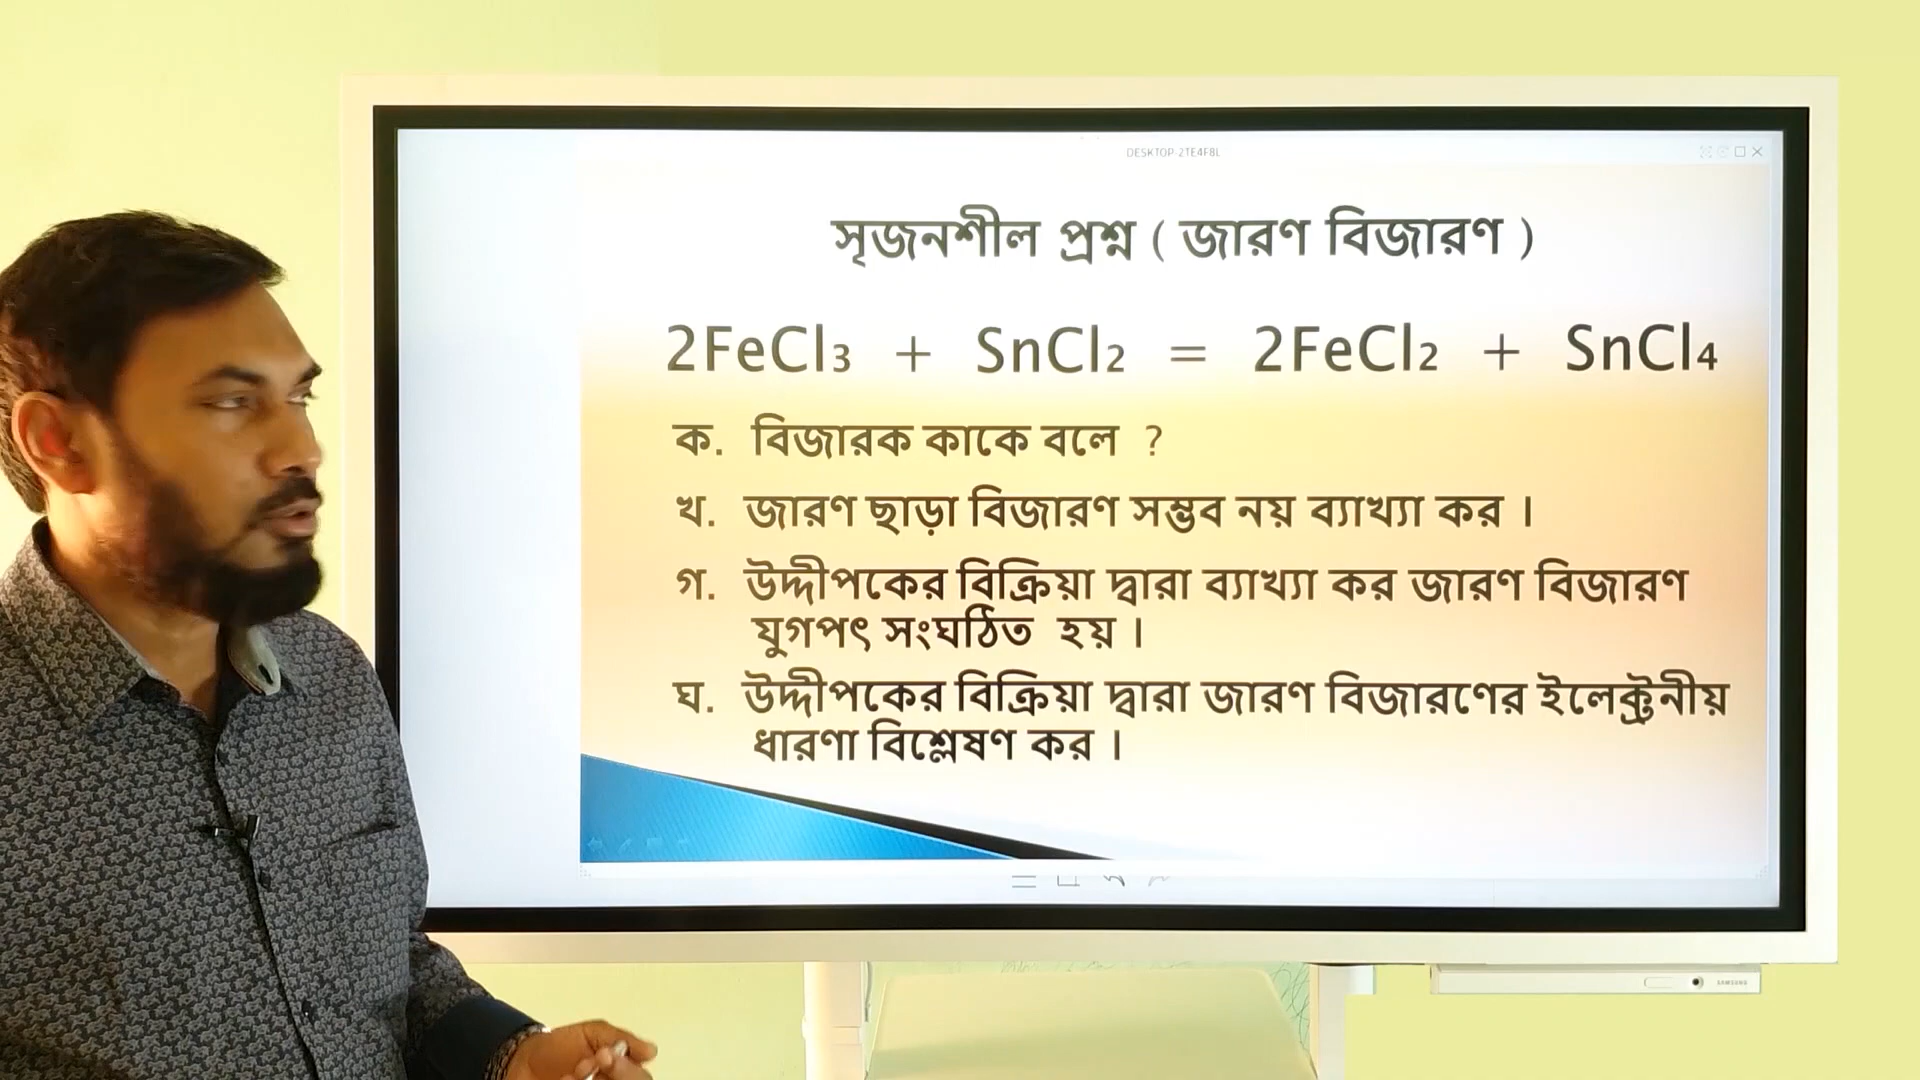 DESKTOP-2TE4F8L
সৃজনশীল প্রশ্ন ( জারণ বিজারণ )
2FeCl₃ + SnCl₂ = 2FeCl₂ + SnCl₄
ক. বিজারক কাকে বলে ?
খ. জারণ ছাড়া বিজারণ সম্ভব নয় ব্যাখ্যা কর ।
গ. উদ্দীপকের বিক্রিয়া দ্বারা ব্যাখ্যা কর জারণ বিজারণ
যুগপৎ সংঘঠিত হয় ।
ঘ. উদ্দীপকের বিক্রিয়া দ্বারা জারণ বিজারণের ইলেক্ট্রনীয়
ধারণা বিশ্লেষণ কর ।
SAMSUNG